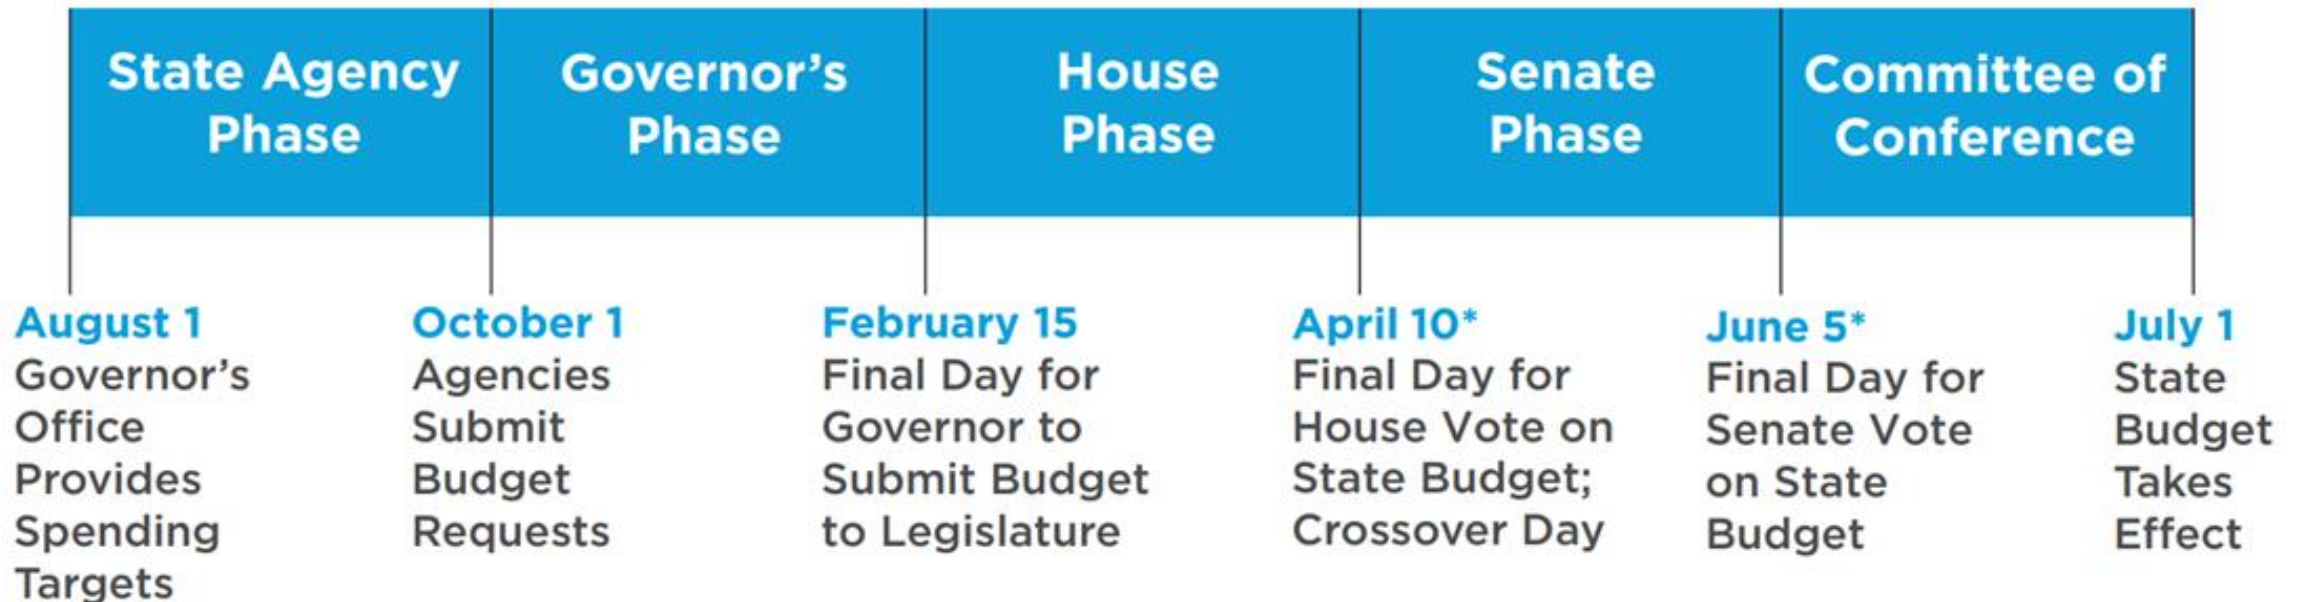 State Agency
Phase
Governor's
Phase
House
Phase
Senate
Phase
Committee of
Conference
August 1
Governor's
Office
Provides
Spending
Targets
October 1
Agencies
Submit
Budget
Requests
February 15
Final Day for
Governor to
Submit Budget
to Legislature
April 10*
Final Day for
House Vote on
State Budget;
Crossover Day
June 5*
Final Day for
Senate Vote
on State
Budget
July 1
State
Budget
Takes
Effect